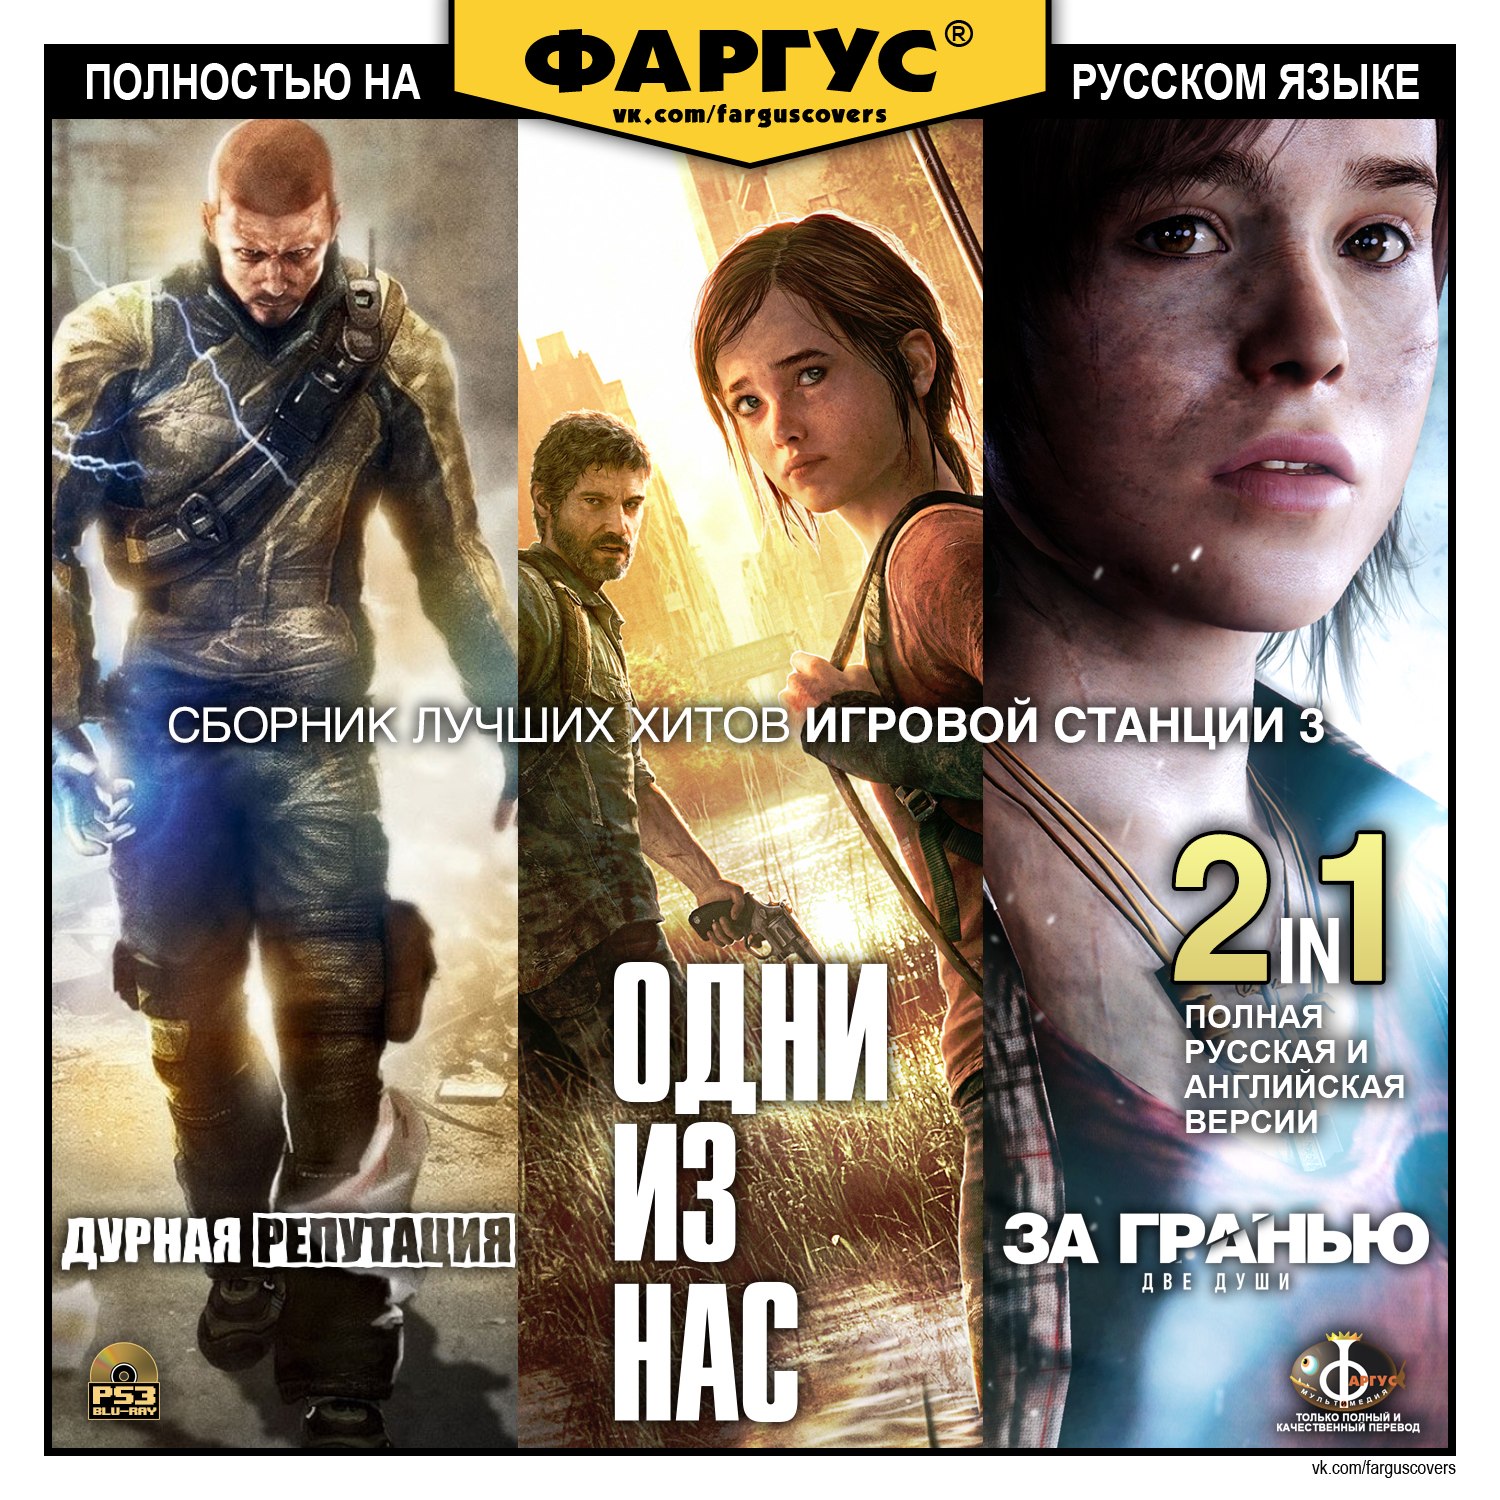 ФАРГУС®
vk.com/farguscovers
ПОЛНОСТЬЮ НА
РУССКОМ ЯЗЫКЕ
СБОРНИК ЛУЧШИХ ХИТОВ ИГРОВОЙ СТАНЦИИ 3
2IN1
ПОЛНАЯ
РУССКАЯ И
АНГЛИЙСКАЯ
ВЕРСИИ
ДУРНАЯ РЕПУТАЦИЯ
ОДНИ
ИЗ
НАС
ЗА ГРАНЬЮ
ДВЕ ДУШИ
PS3
BLU-RAY
ФАРГУС
МУЛЬТИМЕДИЯ
ТОЛЬКО ПОЛНЫЙ И
КАЧЕСТВЕННЫЙ ПЕРЕВОД
vk.com/farguscovers